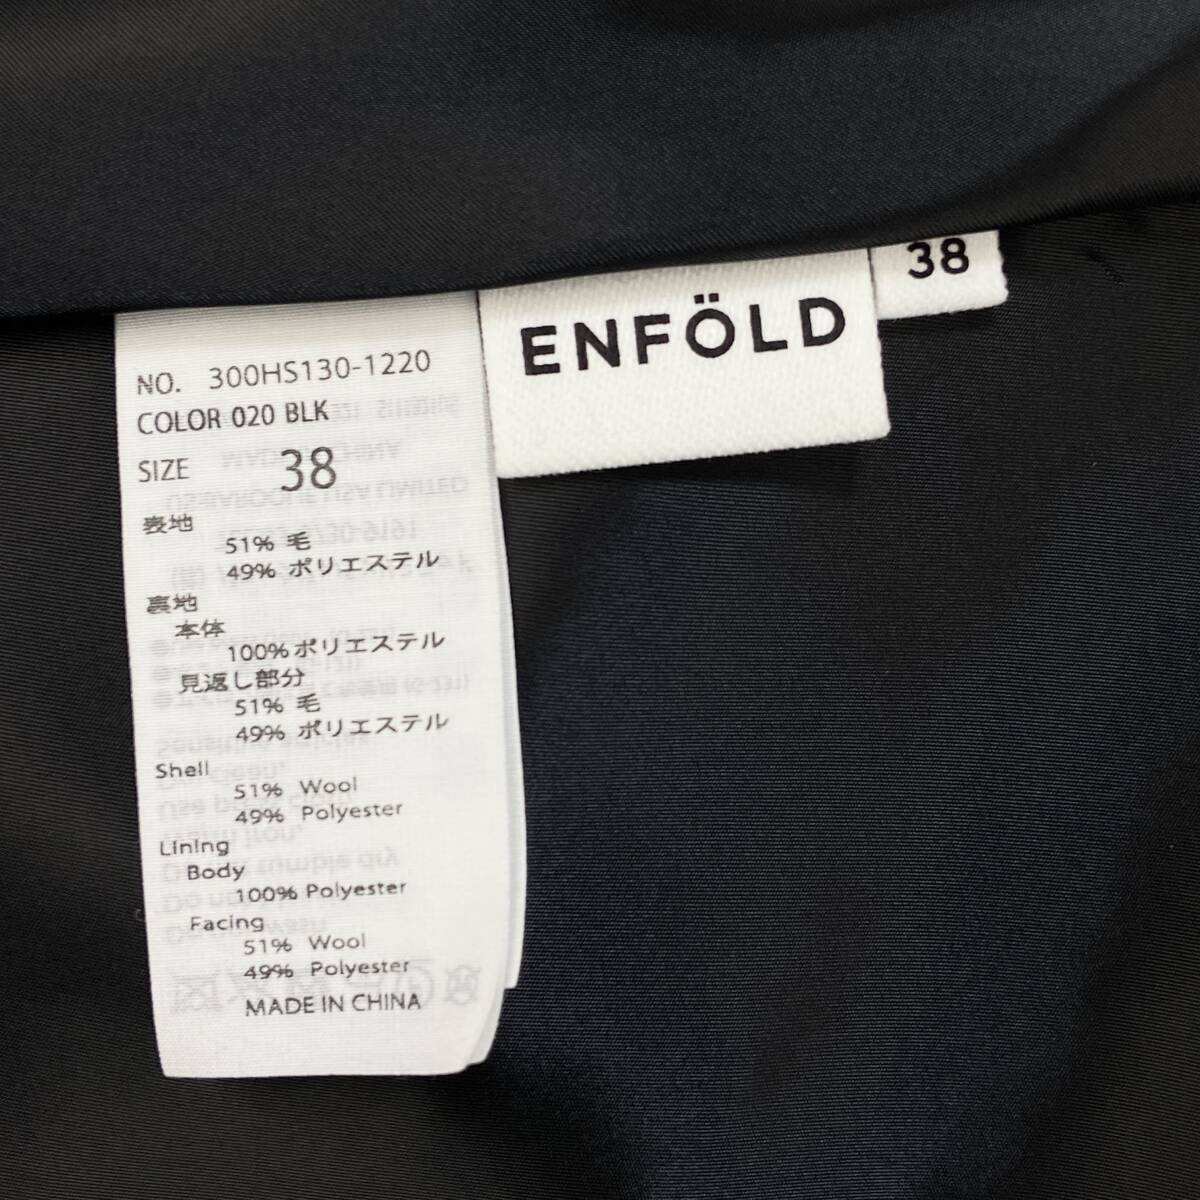 38
ENFÖLD
NO. 300HS130-1220
COLOR 020 BLK
SIZE 38
表地
51% 毛
49% ポリエステル
裏地
本体
100% ポリエステル
見返し部分
51% 毛
49% ポリエステル
Shell
51% Wool
49% Polyester
Lining
Body
100% Polyester
Facing
51% Wool
49% Polyester
MADE IN CHINA